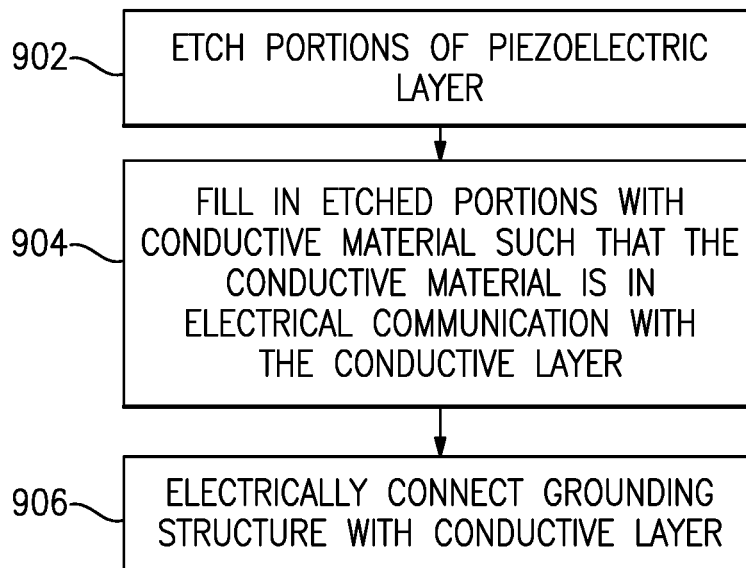 902
ETCH PORTIONS OF PIEZOELECTRIC
LAYER
904
FILL IN ETCHED PORTIONS WITH
CONDUCTIVE MATERIAL SUCH THAT THE
CONDUCTIVE MATERIAL IS IN
ELECTRICAL COMMUNICATION WITH
THE CONDUCTIVE LAYER
906
ELECTRICALLY CONNECT GROUNDING
STRUCTURE WITH CONDUCTIVE LAYER